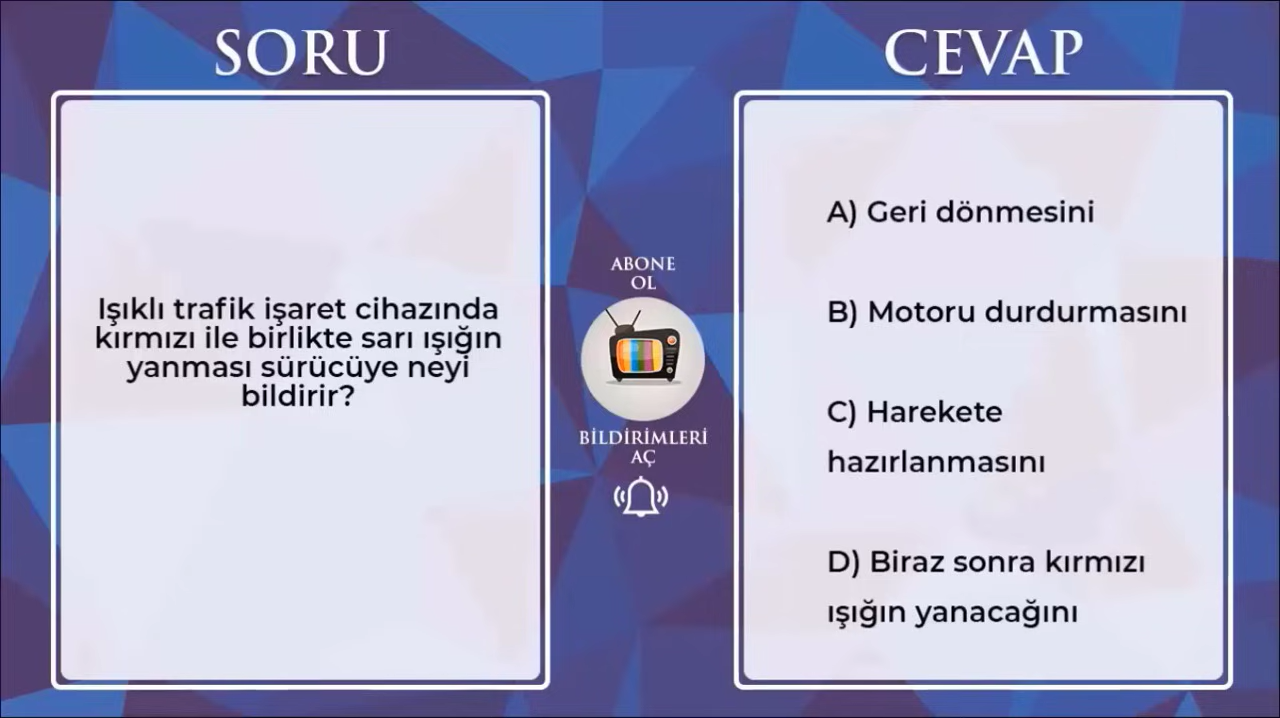 SORU
Işıklı trafik işaret cihazında
kırmızı ile birlikte sarı ışığın
yanması sürücüye neyi
bildirir?
ABONE
OL
BİLDİRİMLERİ
AÇ
CEVAP
A) Geri dönmesini
B) Motoru durdurmasını
C) Harekete
hazırlanmasını
D) Biraz sonra kırmızı
ışığın yanacağını